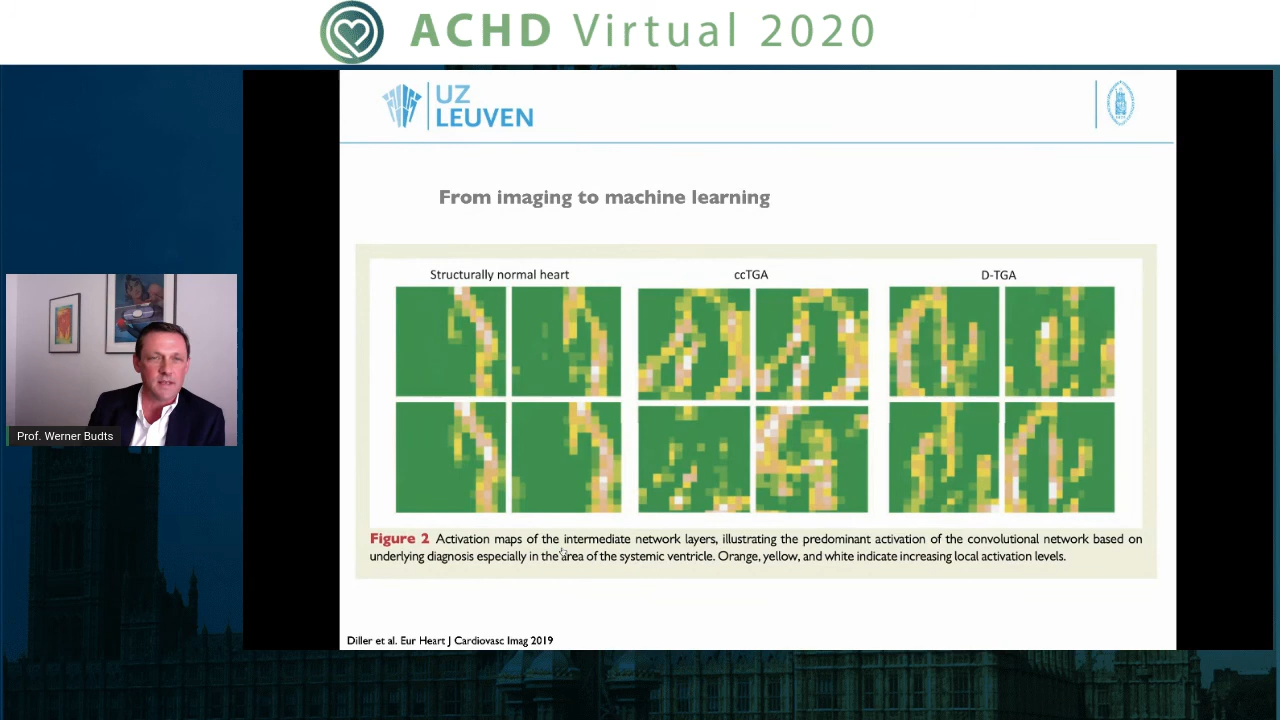 ACHD Virtual 2020
UZ
LEUVEN
From imaging to machine learning
Structurally normal heart
ccTGA
D-TGA
Prof. Werner Budts
Figure 2 Activation maps of the intermediate network layers, illustrating the predominant activation of the convolutional network based on
underlying diagnosis especially in the area of the systemic ventricle. Orange, yellow, and white indicate increasing local activation levels.
Diller et al. Eur Heart J Cardiovasc Imag 2019